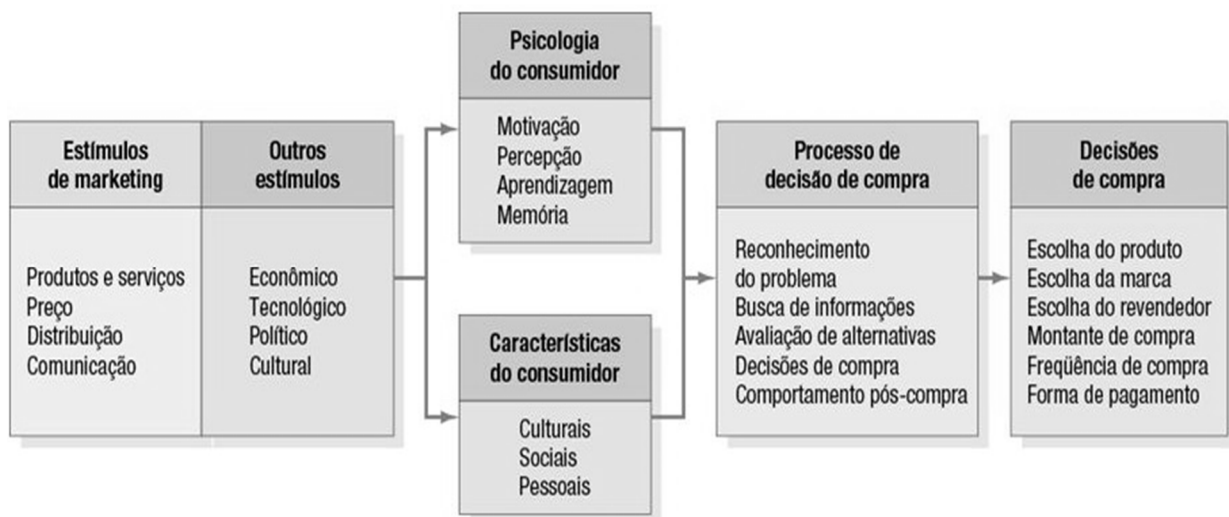 Estímulos
de marketing
Produtos e serviços
Preço
Distribuição
Comunicação
Outros
estímulos
Econômico
Tecnológico
Político
Cultural
Psicologia
do consumidor
Motivação
Percepção
Aprendizagem
Memória
Características
do consumidor
Culturais
Sociais
Pessoais
Processo de
decisão de compra
Reconhecimento
do problema
Busca de informações
Avaliação de alternativas
Decisões de compra
Comportamento pós-compra
Decisões
de compra
Escolha do produto
Escolha da marca
Escolha do revendedor
Montante de compra
Freqüência de compra
Forma de pagamento